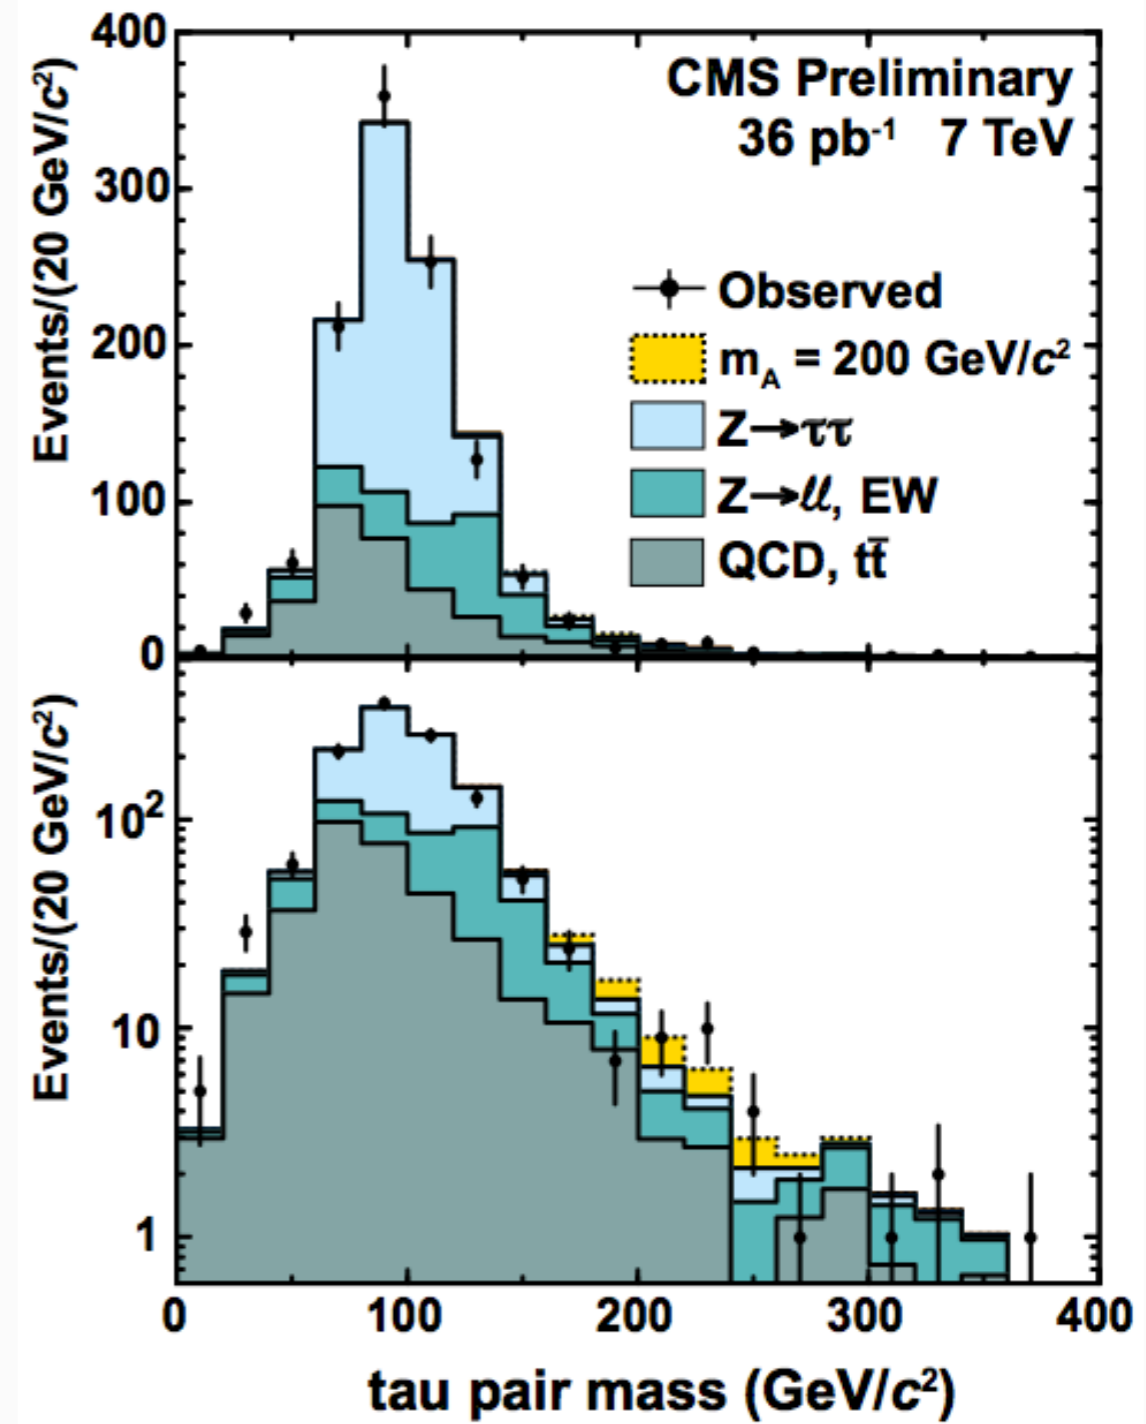 400
300
200
100
0
Events/(20 GeV/c²)
CMS Preliminary
36 pb⁻¹ 7 TeV
Observed
m_A = 200 GeV/c²
Z→ττ
Z→ℓℓ, EW
QCD, tt̄
10²
10
1
Events/(20 GeV/c²)
0 100 200 300 400
tau pair mass (GeV/c²)